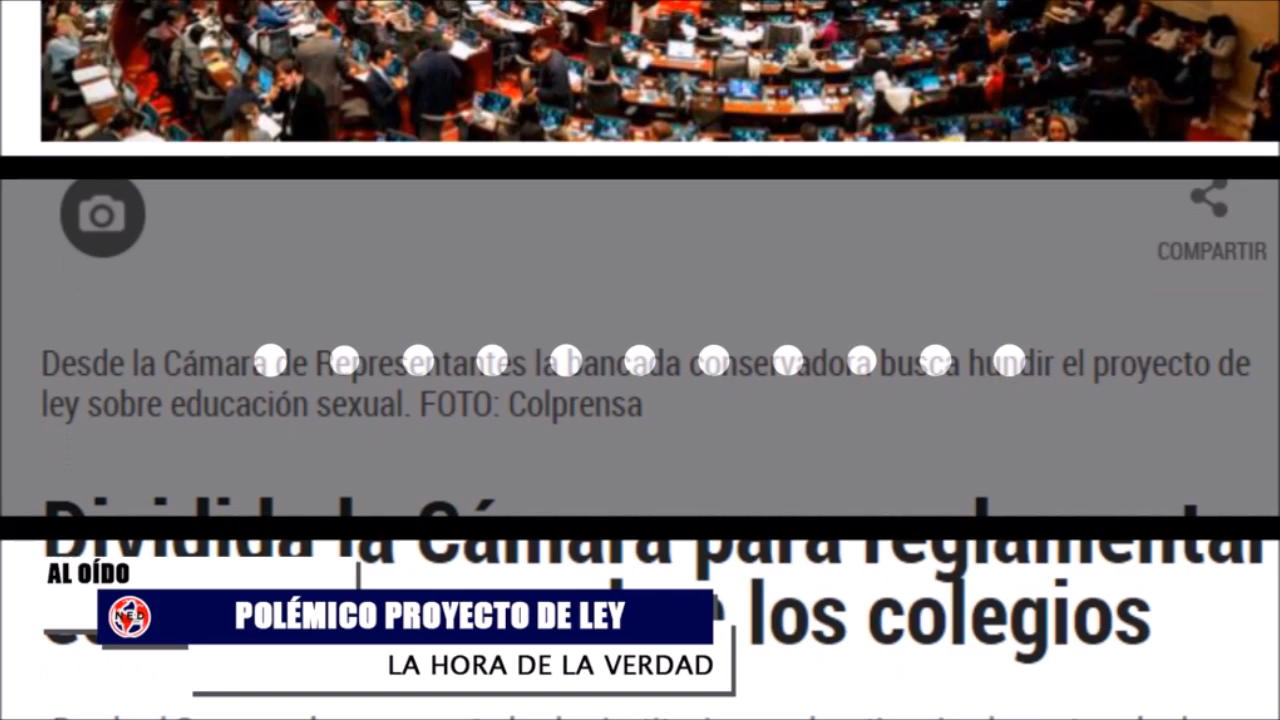 COMPARTIR
Desde la Cámara de Representantes la bancada conservadora busca hundir el proyecto de
ley sobre educación sexual. FOTO: Colprensa
Dividida la Cámara para reglamentar
los colegios
AL OÍDO
POLÉMICO PROYECTO DE LEY
LA HORA DE LA VERDAD